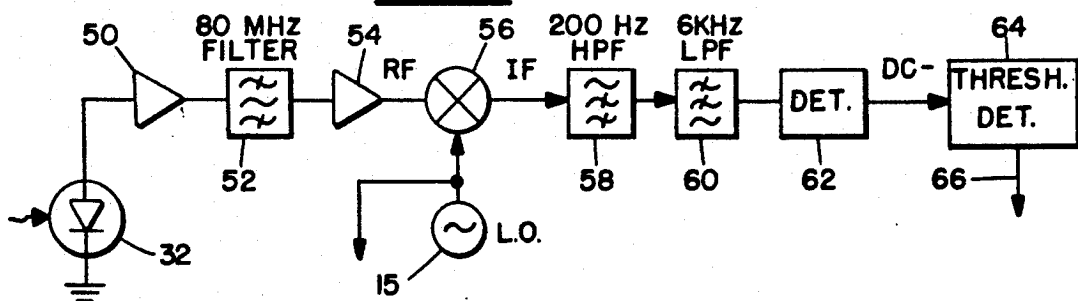 50
80 MHz
FILTER
54
RF
56
IF
200 Hz
HPF
6KHz
LPF
64
DET.
DC-
THRESH.
DET.
52
58
60
62
66
32
15
L.O.